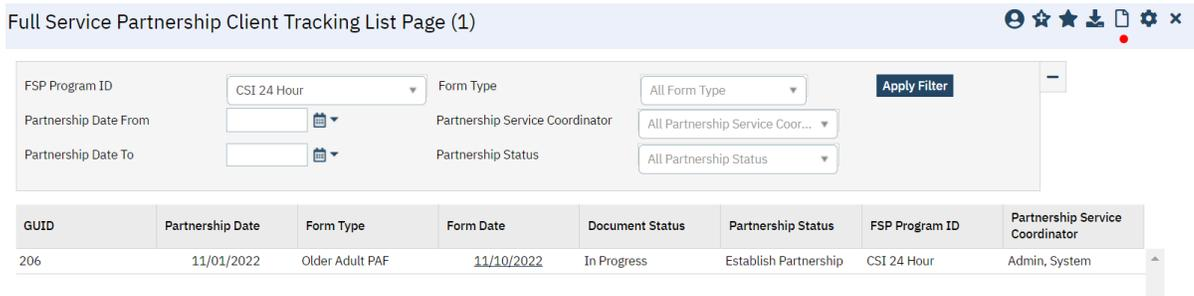 Full Service Partnership Client Tracking List Page (1)
FSP Program ID CSI 24 Hour Form Type All Form Type Apply Filter
Partnership Date From Partnership Service Coordinator All Partnership Service Coor...
Partnership Date To Partnership Status All Partnership Status
GUID Partnership Date Form Type Form Date Document Status Partnership Status FSP Program ID Partnership Service Coordinator
206 11/01/2022 Older Adult PAF 11/10/2022 In Progress Establish Partnership CSI 24 Hour Admin, System